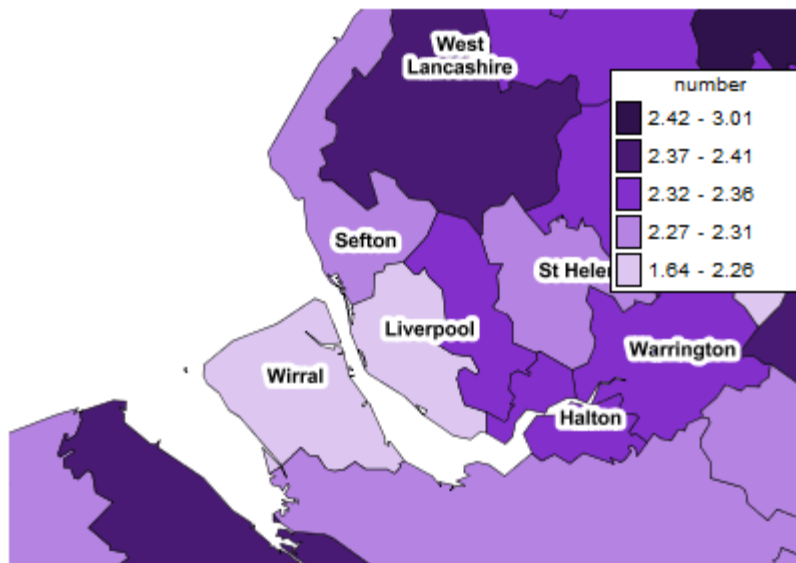 West
Lancashire
number
2.42 - 3.01
2.37 - 2.41
2.32 - 2.36
2.27 - 2.31
1.64 - 2.26
Sefton
St Helen
Liverpool
Warrington
Wirral
Halton